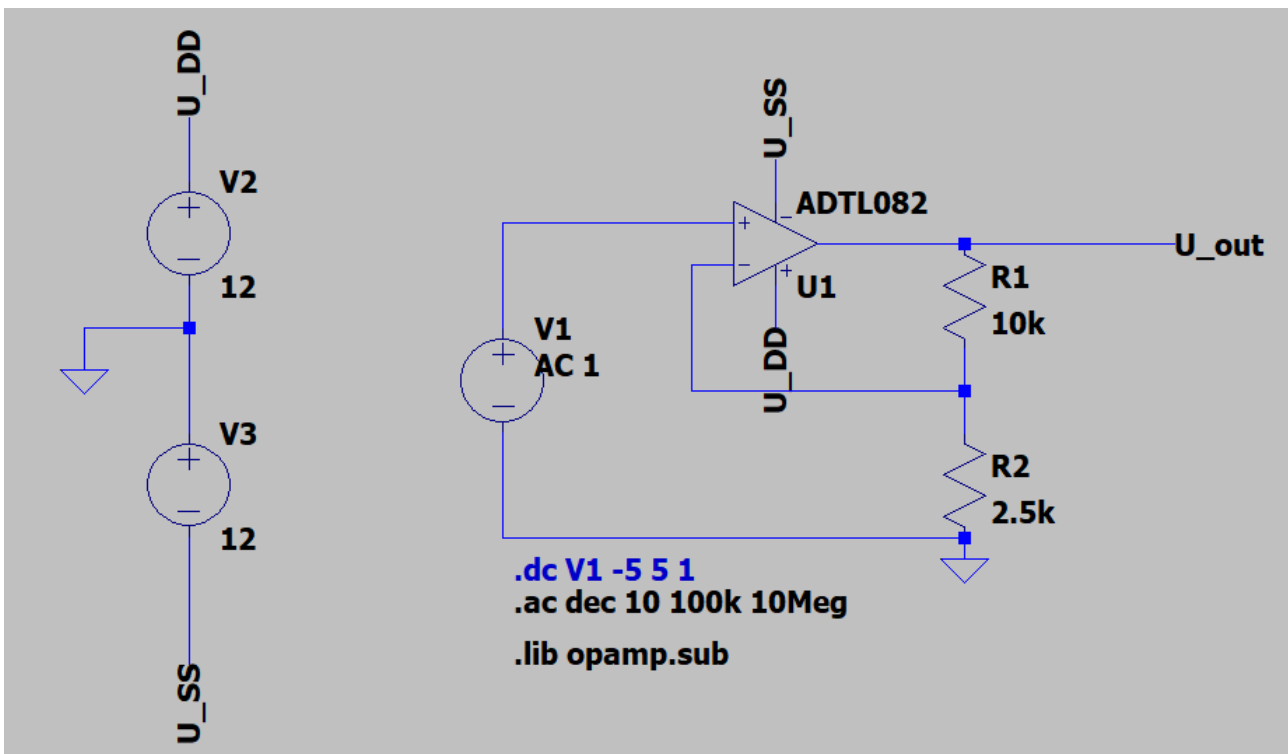 U_DD
V2
12
V3
12
U_SS
U_SS
ADTL082
U1
U_DD
V1
AC 1
U_out
R1
10k
R2
2.5k
.dc V1 -5 5 1
.ac dec 10 100k 10Meg
.lib opamp.sub